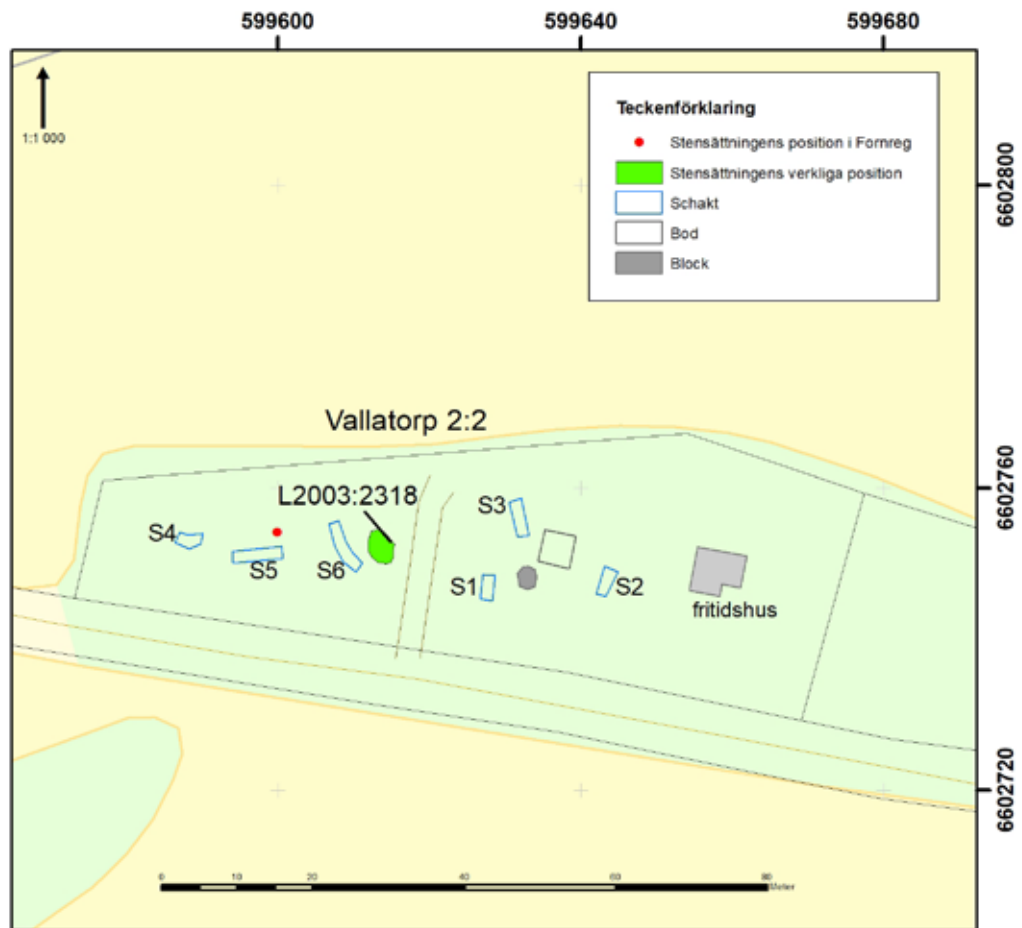 599600
599640
599680
1:1 000
Teckenförklaring
Stensättningens position i Fornreg
Stensättningens verkliga position
Schakt
Bod
Block
6602800
Vallatorp 2:2
6602760
L2003:2318
S3
S4
S5
S6
S1
S2
fritidshus
6602720
0
10
20
40
60
80
Meter